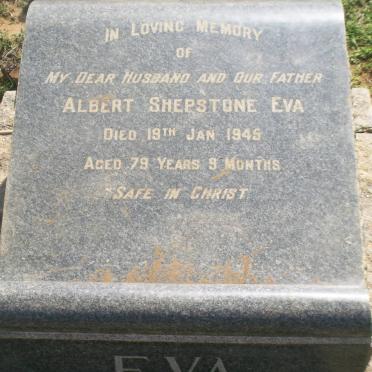 In Loving Memory
of
My Dear Husband and Our Father
Albert Shepstone Eva
Died 19th Jan 1945
Aged 79 Years 9 Months
"Safe in Christ"
EVA